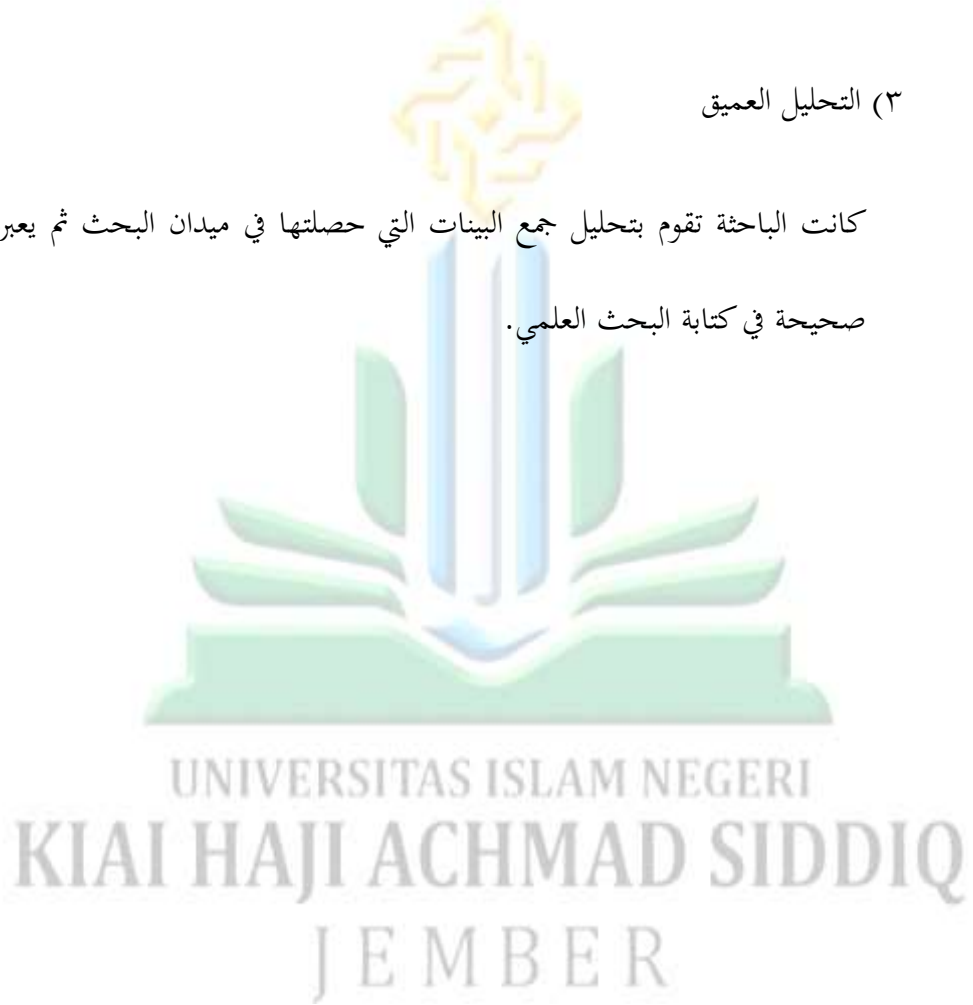 ٣) التحليل العميق
كانت الباحثة تقوم بتحليل جمع البينات التي حصلتها في ميدان البحث ثم يعبر
صحيحة في كتابة البحث العلمي.
UNIVERSITAS ISLAM NEGERI
KIAI HAJI ACHMAD SIDDIQ
JEMBER